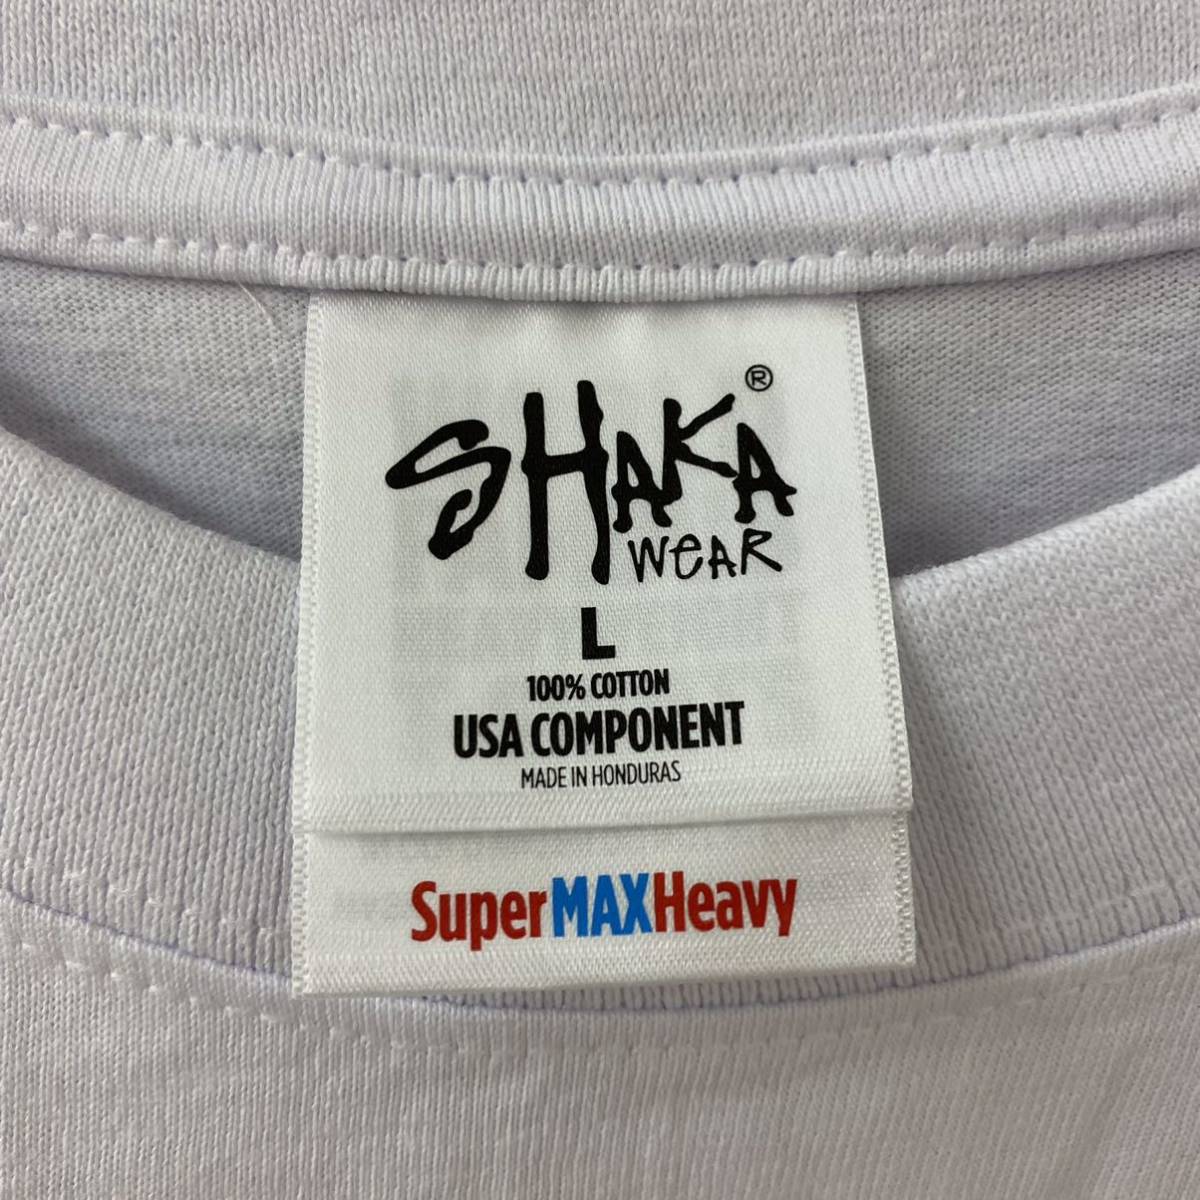 SHAKA®
WEAR
L
100% COTTON
USA COMPONENT
MADE IN HONDURAS
SuperMAXHeavy